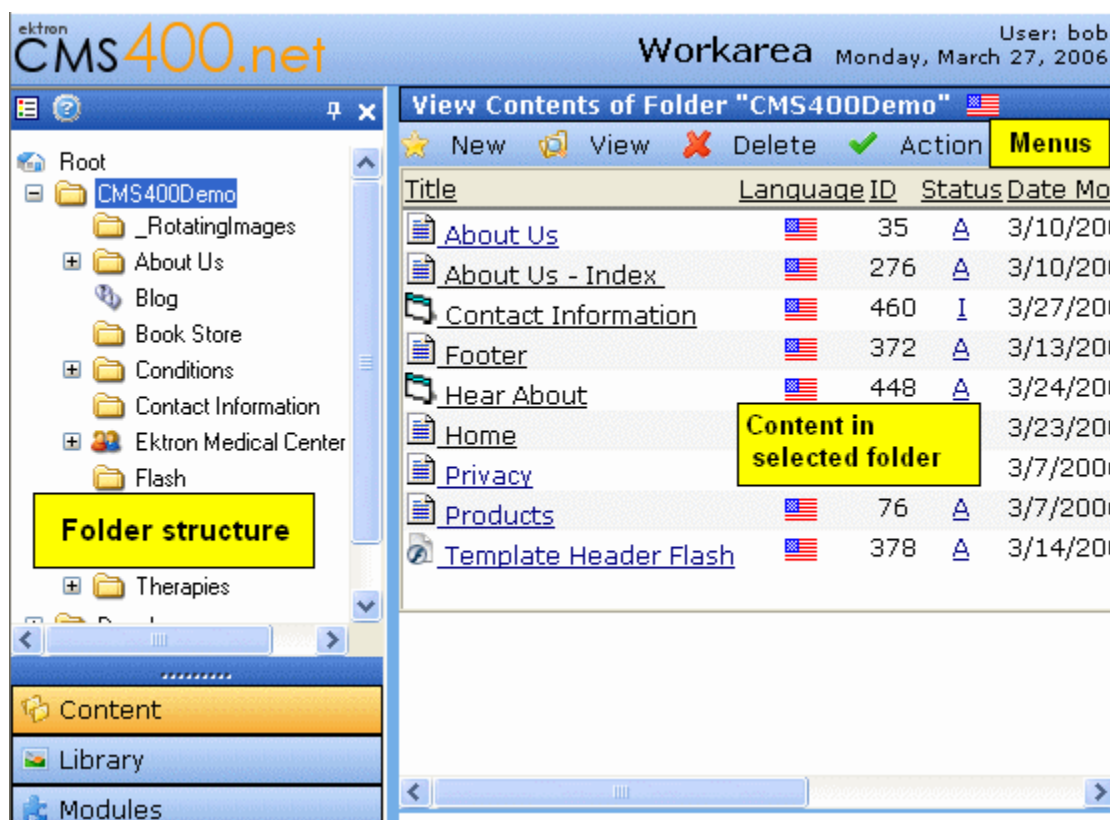 ektron
CMS400.net
Workarea
User: bob
Monday, March 27, 2006
View Contents of Folder "CMS400Demo"
New View Delete Action Menus
Root
CMS400Demo
_RotatingImages
About Us
Blog
Book Store
Conditions
Contact Information
Ektron Medical Center
Flash
Folder structure
Therapies
Title Language ID Status Date Mo
About Us 35 A 3/10/200
About Us - Index 276 A 3/10/200
Contact Information 460 I 3/27/200
Footer 372 A 3/13/200
Hear About 448 A 3/24/200
Home 3/23/200
Privacy 3/7/200
Products 76 A 3/7/200
Template Header Flash 378 A 3/14/200
Content in
selected folder
Content
Library
Modules